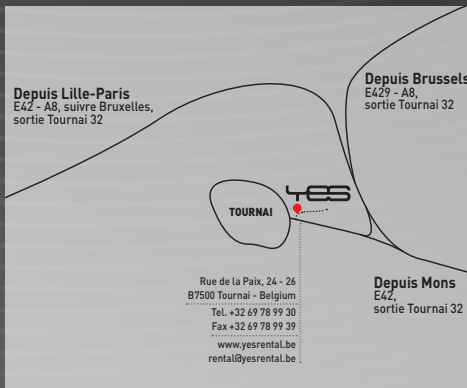 Depuis Lille-Paris
E42 - A8, suivre Bruxelles,
sortie Tournai 32
Depuis Brussels
E429 - A8,
sortie Tournai 32
YES
TOURNAI
Rue de la Paix, 24 - 26
B7500 Tournai - Belgium
Tel. +32 69 78 99 30
Fax +32 69 78 99 39
www.yesrental.be
rental@yesrental.be
Depuis Mons
E42,
sortie Tournai 32